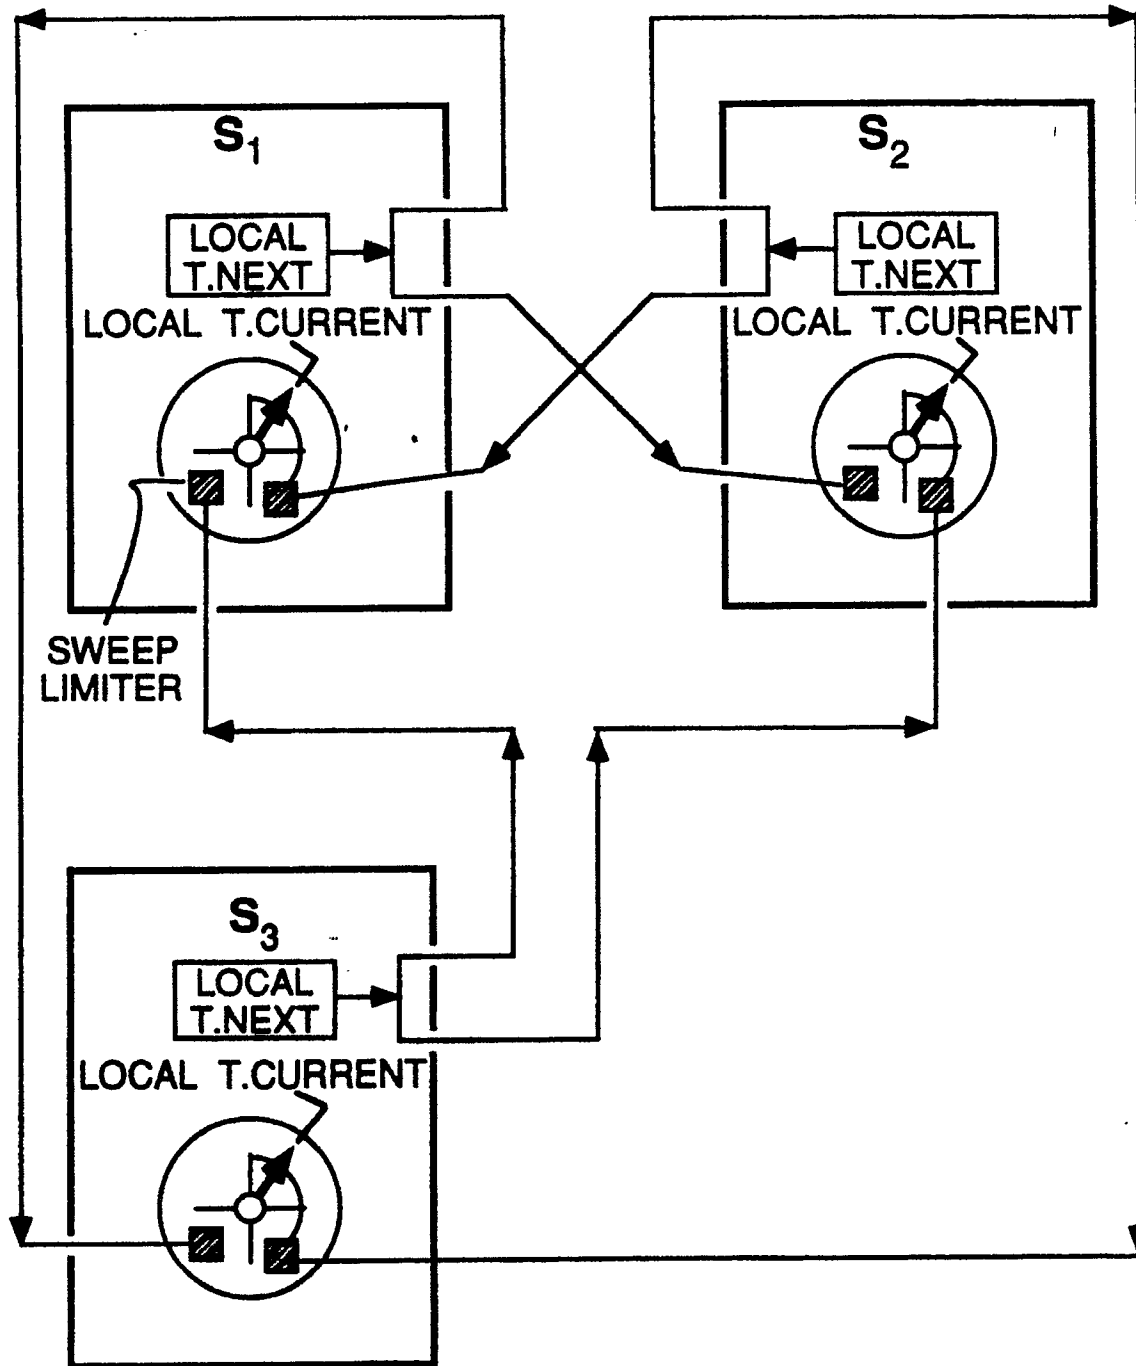 S1
LOCAL
T.NEXT
LOCAL T.CURRENT
SWEEP
LIMITER
S2
LOCAL
T.NEXT
LOCAL T.CURRENT
S3
LOCAL
T.NEXT
LOCAL T.CURRENT